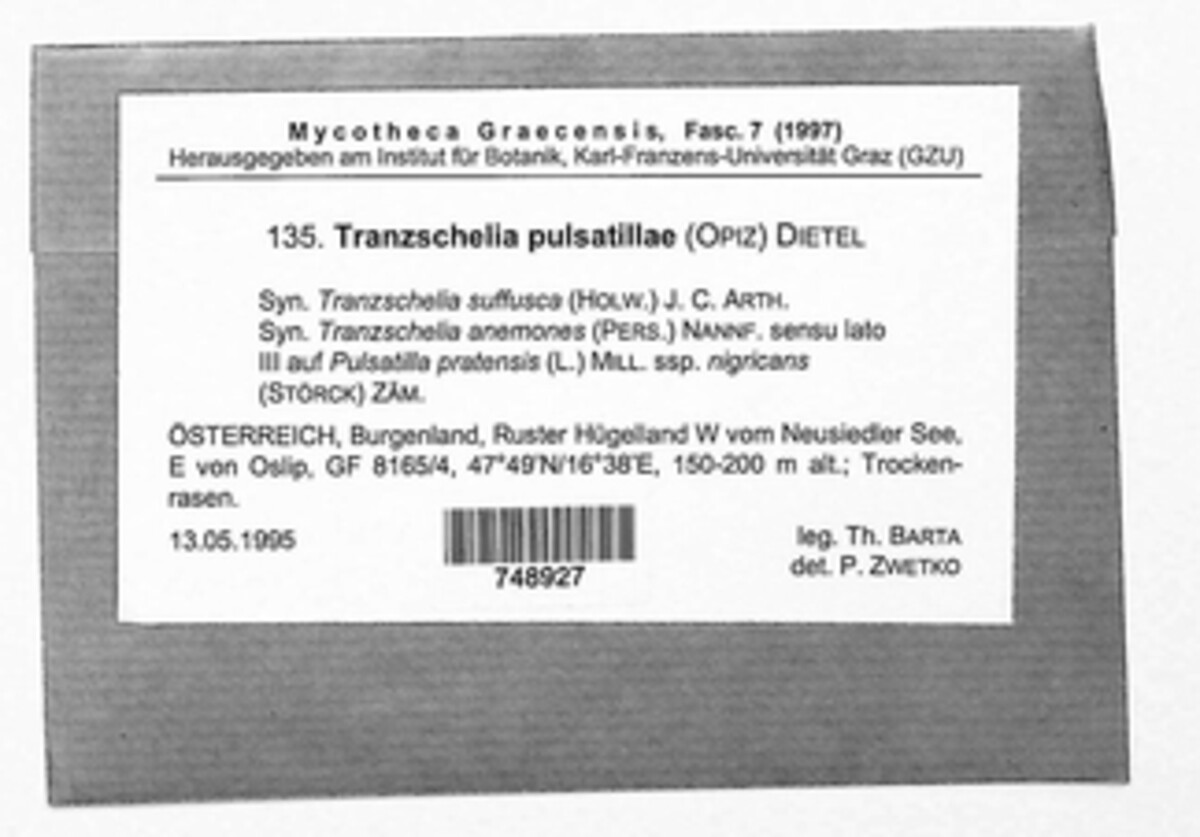 Mycotheca Graecensis, Fasc. 7 (1997)
Herausgegeben am Institut für Botanik, Karl-Franzens-Universität Graz (GZU)
135. Tranzschelia pulsatillae (OPIZ) DIETEL
Syn. Tranzschelia suffusca (HOLW.) J. C. ARTH.
Syn. Tranzschelia anemones (PERS.) NANNF. sensu lato
III auf Pulsatilla pratensis (L.) MILL. ssp. nigricans
(STÖRCK) ZĀM.
ÖSTERREICH, Burgenland, Ruster Hügelland W vom Neusiedler See,
E von Oslip, GF 8165/4, 47°49'N/16°38'E, 150-200 m alt.; Trocken-
rasen.
13.05.1995
leg. Th. BARTA
det. P. ZWETKO
748927